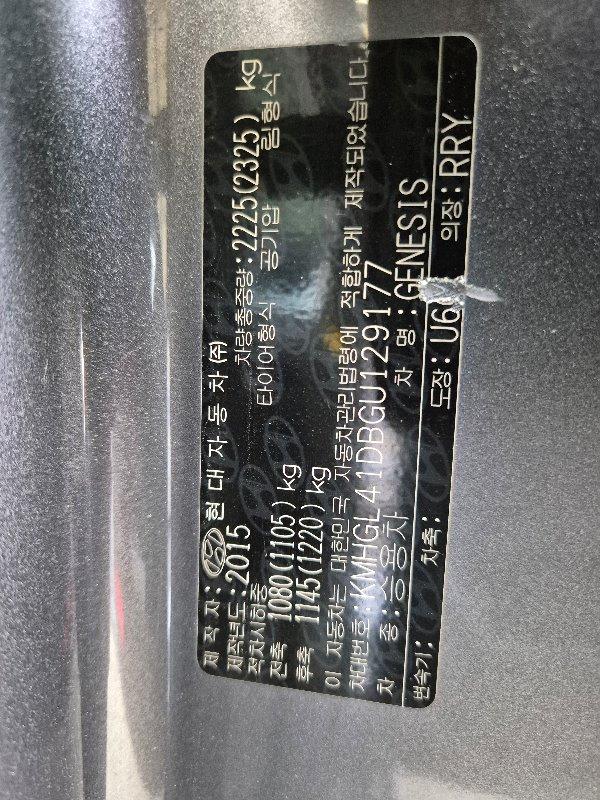 제 작 자: 현 대 자 동 차 (주)
제작년도: 2015 차량총중량: 2225(2325) kg
적차시하중 타이어형식 공기압 림형식
전축 1080(1105) kg
후축 1145(1220) kg
이 자동차는 대한민국 자동차관리법령에 적합하게 제작되었습니다.
차대번호: KMHGL41DBGU129177
차 종: 승용차 차 명: GENESIS
변속기: 차축: 도장: U6 의장: RRY